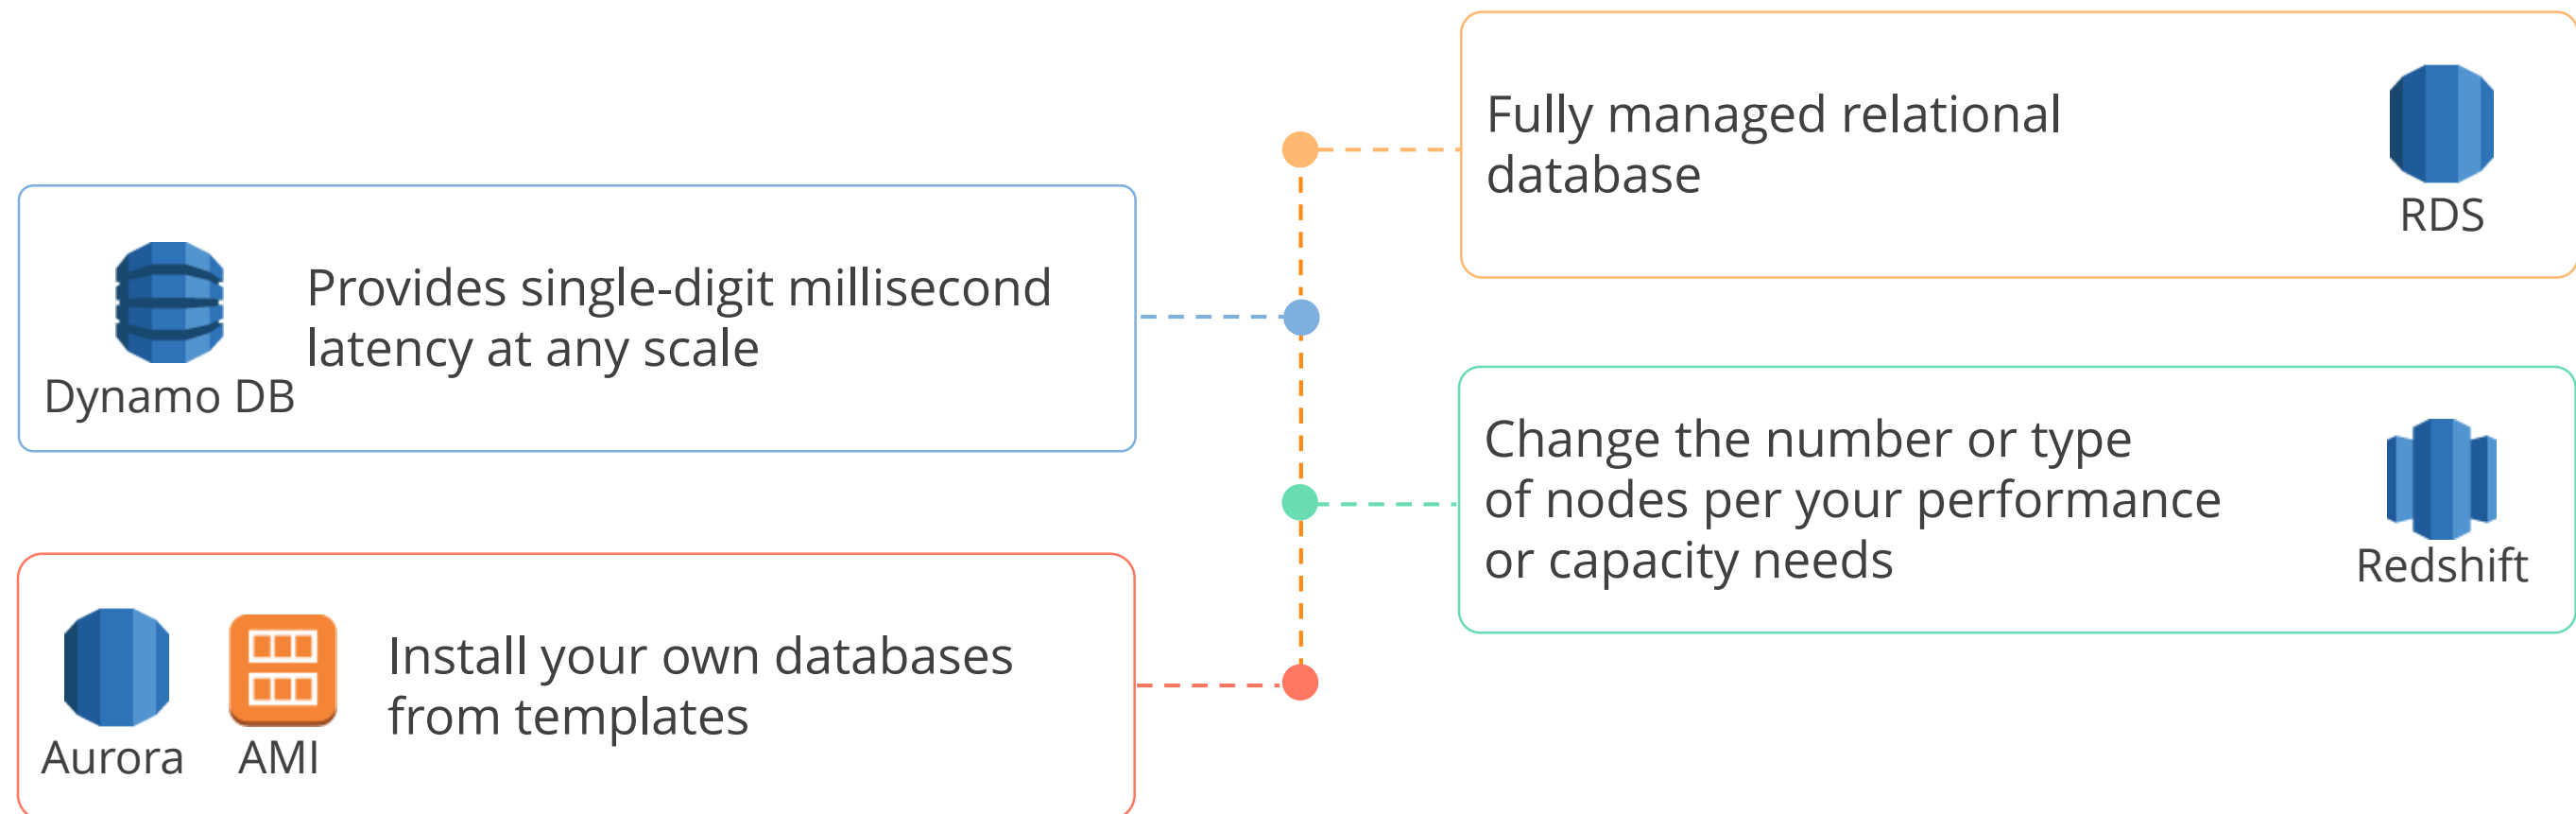 Fully managed relational
database
RDS
Provides single-digit millisecond
latency at any scale
Dynamo DB
Change the number or type
of nodes per your performance
or capacity needs
Redshift
Install your own databases
from templates
Aurora
AMI